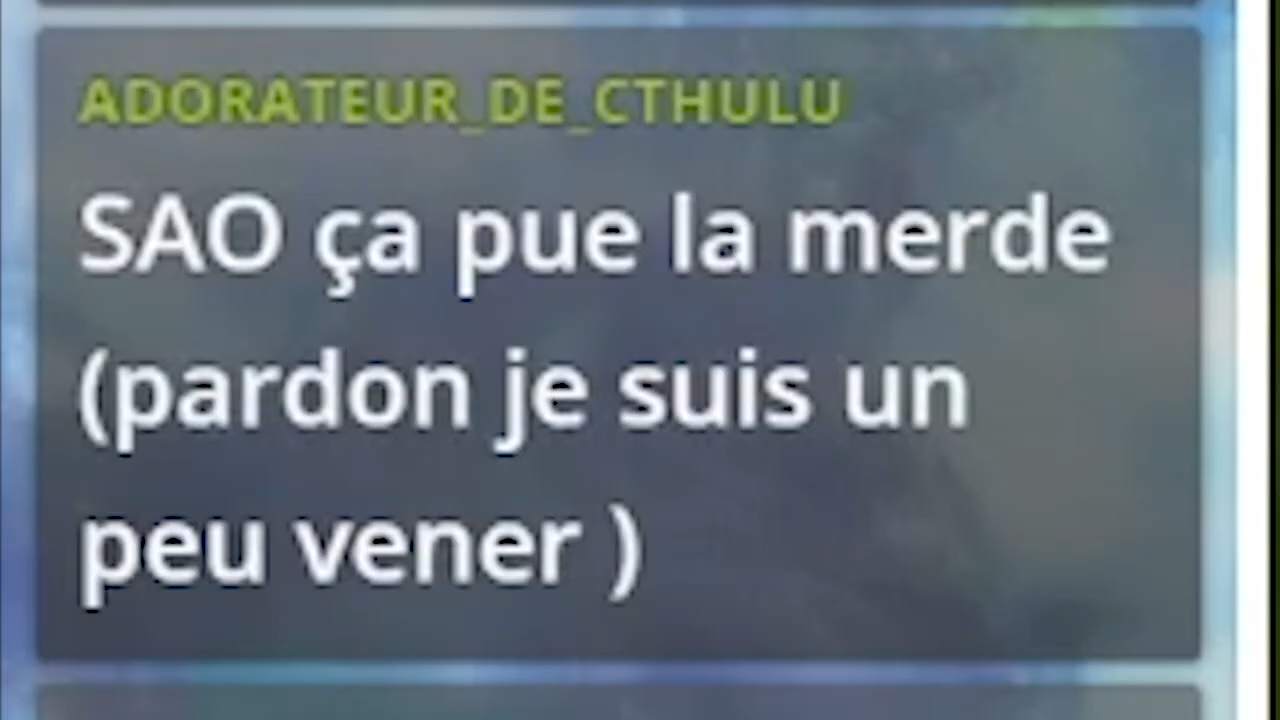 ADORATEUR_DE_CTHULU
SAO ça pue la merde
(pardon je suis un
peu vener )